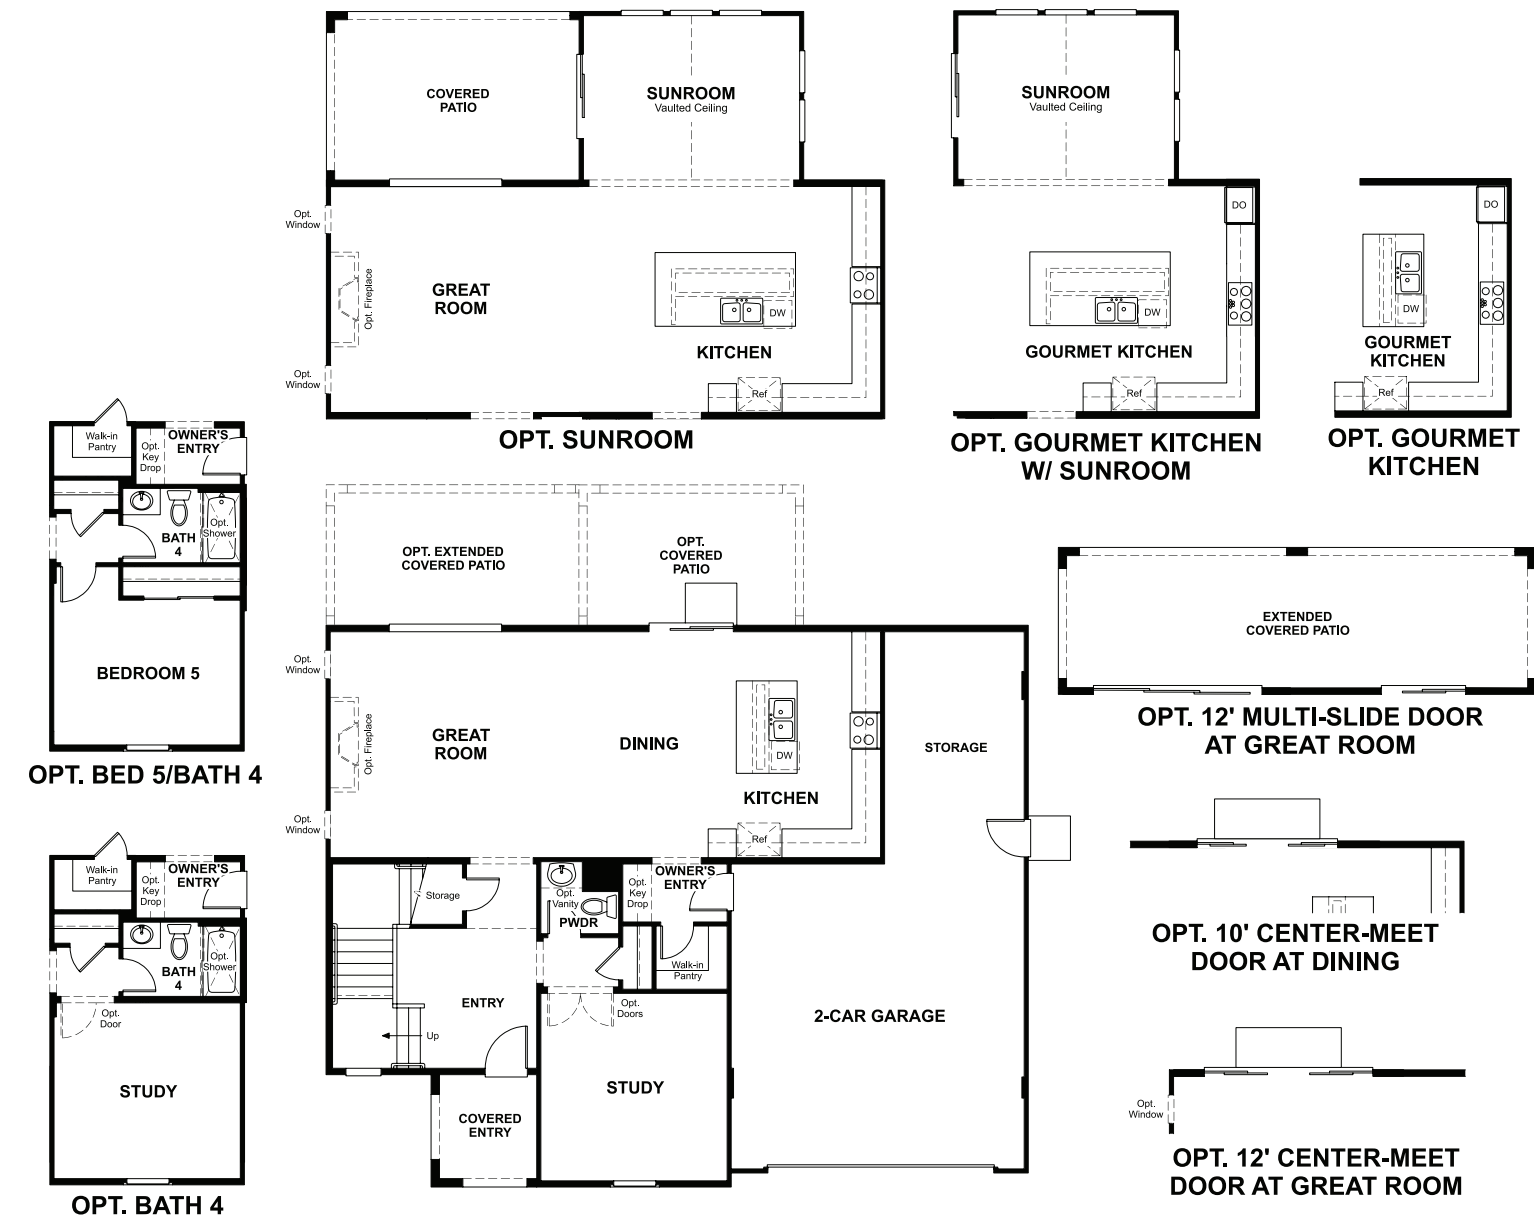 COVERED
PATIO
SUNROOM
Vaulted Ceiling
Opt.
Window
Opt. Fireplace
GREAT
ROOM
DW
KITCHEN
Opt.
Window
Ref
OPT. SUNROOM
SUNROOM
Vaulted Ceiling
DO
DW
GOURMET KITCHEN
Ref
OPT. GOURMET KITCHEN
W/ SUNROOM
DO
DW
GOURMET
KITCHEN
Ref
OPT. GOURMET
KITCHEN
Walk-in
Pantry
Opt.
Key
Drop
OWNER'S
ENTRY
BATH
4
Opt.
Shower
BEDROOM 5
OPT. BED 5/BATH 4
OPT. EXTENDED
COVERED PATIO
OPT.
COVERED
PATIO
Opt.
Window
Opt. Fireplace
GREAT
ROOM
DINING
DW
KITCHEN
Opt.
Window
Ref
STORAGE
Storage
Opt.
Vanity
PWDR
Opt.
Key
Drop
OWNER'S
ENTRY
Walk-in
Pantry
ENTRY
Up
Opt.
Doors
2-CAR GARAGE
STUDY
COVERED
ENTRY
EXTENDED
COVERED PATIO
OPT. 12' MULTI-SLIDE DOOR
AT GREAT ROOM
OPT. 10' CENTER-MEET
DOOR AT DINING
Opt.
Window
OPT. 12' CENTER-MEET
DOOR AT GREAT ROOM
Walk-in
Pantry
Opt.
Key
Drop
OWNER'S
ENTRY
BATH
4
Opt.
Shower
Opt.
Door
STUDY
OPT. BATH 4